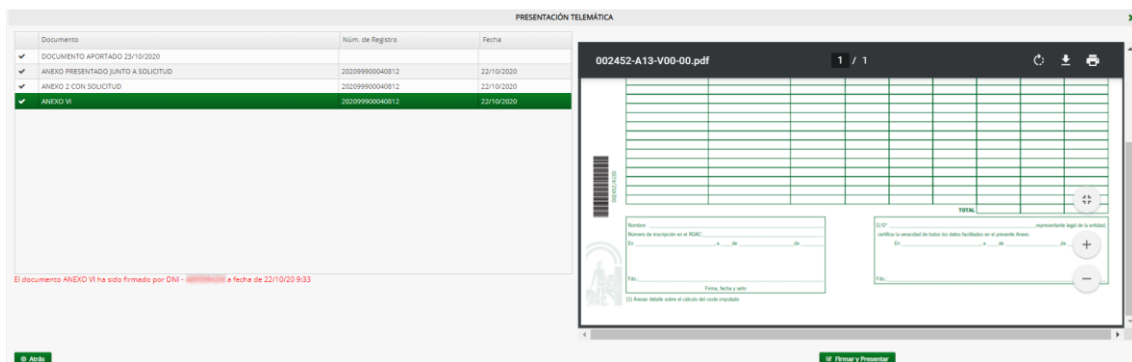 PRESENTACIÓN TELEMÁTICA
Documento Núm. de Registro Fecha
DOCUMENTO APORTADO 23/10/2020
ANEXO PRESENTADO JUNTO A SOLICITUD 202099900040812 22/10/2020
ANEXO 2 CON SOLICITUD 202099900040812 22/10/2020
ANEXO VI 202099900040812 22/10/2020
El documento ANEXO VI ha sido firmado por DNI - a fecha de 22/10/20 9:33
002452-A13-V00-00.pdf 1 / 1
TOTAL
Nombre:
Número de inscripción en el ROAC:
En , a de de
Fdo.:
Firma, fecha y sello
D./Dª. representante legal de la entidad,
certifica la veracidad de todos los datos facilitados en el presente Anexo.
En , a de de
Fdo.:
(1) Anexar detalle sobre el cálculo del coste imputado
Atrás
Firmar y Presentar